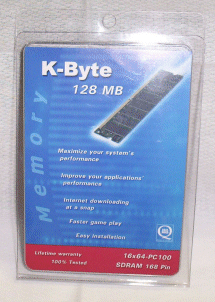 K-Byte
128 MB
Memory
Maximize your system's
performance
Improve your applications'
performance
Internet downloading
at a snap
Faster game play
Easy installation
Lifetime warranty
100% Tested
16x64-PC100
SDRAM 168 Pin